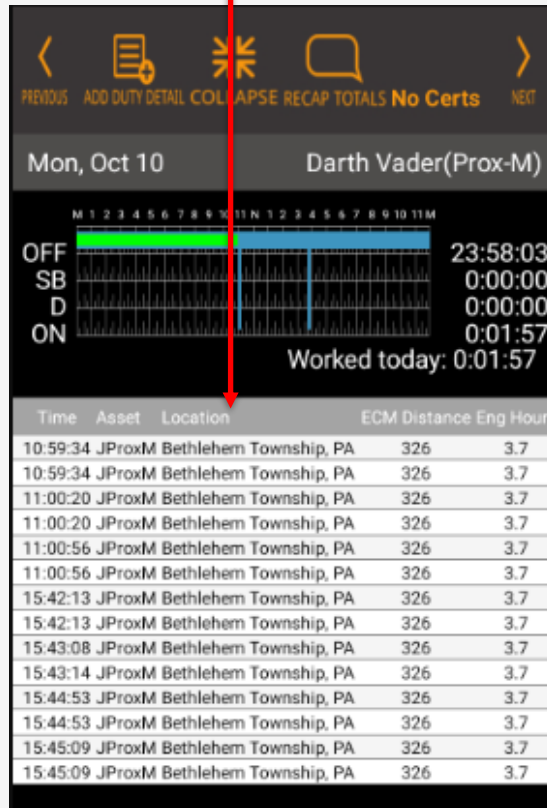 PREVIOUS ADD DUTY DETAIL COLLAPSE RECAP TOTALS No Certs NEXT
Mon, Oct 10 Darth Vader(Prox-M)
M 1 2 3 4 5 6 7 8 9 10 11 N 1 2 3 4 5 6 7 8 9 10 11 M
OFF 23:58:03
SB 0:00:00
D 0:00:00
ON 0:01:57
Worked today: 0:01:57
Time Asset Location ECM Distance Eng Hour
10:59:34 JProxM Bethlehem Township, PA 326 3.7
10:59:34 JProxM Bethlehem Township, PA 326 3.7
11:00:20 JProxM Bethlehem Township, PA 326 3.7
11:00:20 JProxM Bethlehem Township, PA 326 3.7
11:00:56 JProxM Bethlehem Township, PA 326 3.7
11:00:56 JProxM Bethlehem Township, PA 326 3.7
15:42:13 JProxM Bethlehem Township, PA 326 3.7
15:42:13 JProxM Bethlehem Township, PA 326 3.7
15:43:08 JProxM Bethlehem Township, PA 326 3.7
15:43:14 JProxM Bethlehem Township, PA 326 3.7
15:44:53 JProxM Bethlehem Township, PA 326 3.7
15:44:53 JProxM Bethlehem Township, PA 326 3.7
15:45:09 JProxM Bethlehem Township, PA 326 3.7
15:45:09 JProxM Bethlehem Township, PA 326 3.7